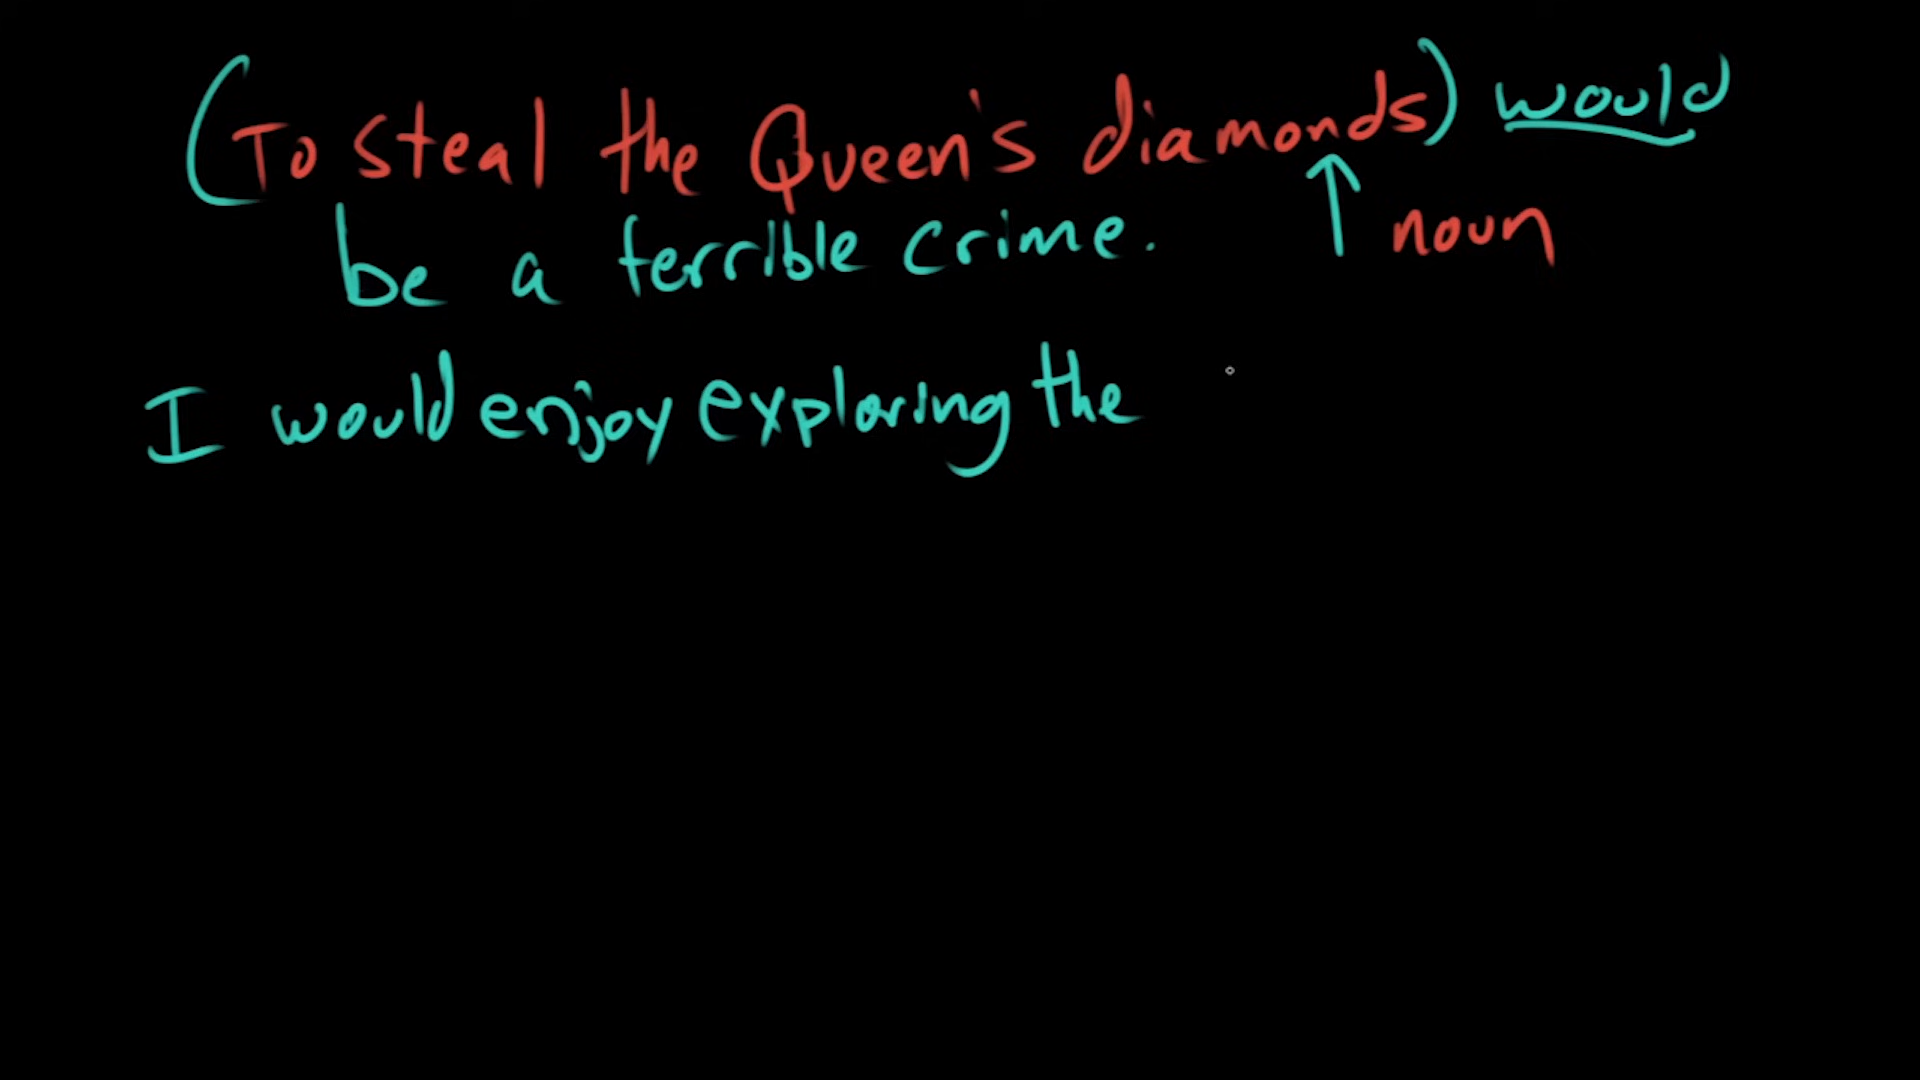 (To steal the Queen's diamonds) would
be a terrible crime.
noun
I would enjoy exploring the